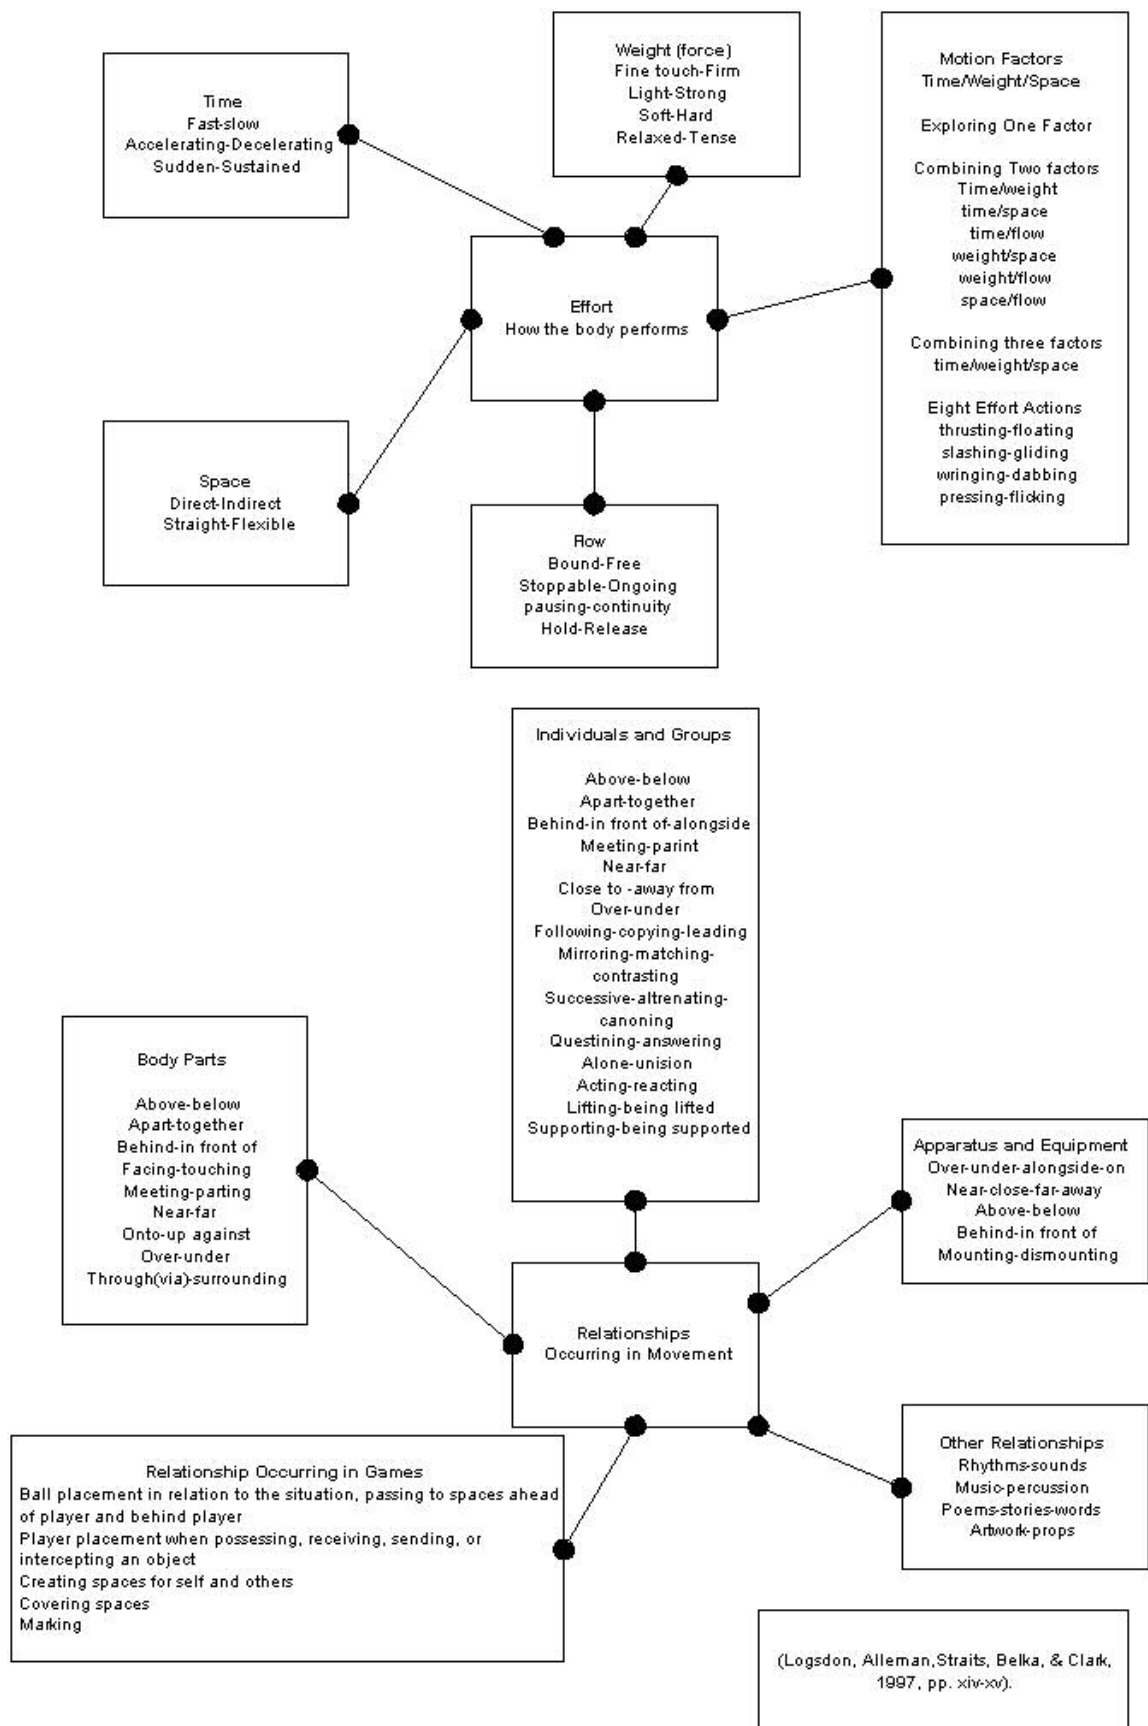 Time
Fast-slow
Accelerating-Decelerating
Sudden-Sustained
Weight (force)
Fine touch-Firm
Light-Strong
Soft-Hard
Relaxed-Tense
Motion Factors
Time/Weight/Space
Exploring One Factor
Combining Two factors
Time/weight
time/space
time/flow
weight/space
weight/flow
space/flow
Combining three factors
time/weight/space
Eight Effort Actions
thrusting-floating
slashing-gliding
wringing-dabbing
pressing-flicking
Effort
How the body performs
Space
Direct-Indirect
Straight-Flexible
Flow
Bound-Free
Stoppable-Ongoing
pausing-continuity
Hold-Release
Individuals and Groups
Above-below
Apart-together
Behind-in front of-alongside
Meeting-parint
Near-far
Close to -away from
Over-under
Following-copying-leading
Mirroring-matching-
contrasting
Successive-altrenating-
canoning
Questining-answering
Alone-unision
Acting-reacting
Lifting-being lifted
Supporting-being supported
Body Parts
Above-below
Apart-together
Behind-in front of
Facing-touching
Meeting-parting
Near-far
Onto-up against
Over-under
Through(via)-surrounding
Apparatus and Equipment
Over-under-alongside-on
Near-close-far-away
Above-below
Behind-in front of
Mounting-dismounting
Relationships
Occurring in Movement
Relationship Occurring in Games
Ball placement in relation to the situation, passing to spaces ahead
of player and behind player
Player placement when possessing, receiving, sending, or
intercepting an object
Creating spaces for self and others
Covering spaces
Marking
Other Relationships
Rhythms-sounds
Music-percussion
Poems-stories-words
Artwork-props
(Logsdon, Alleman,Straits, Belka, & Clark,
1997, pp. xiv-xv).